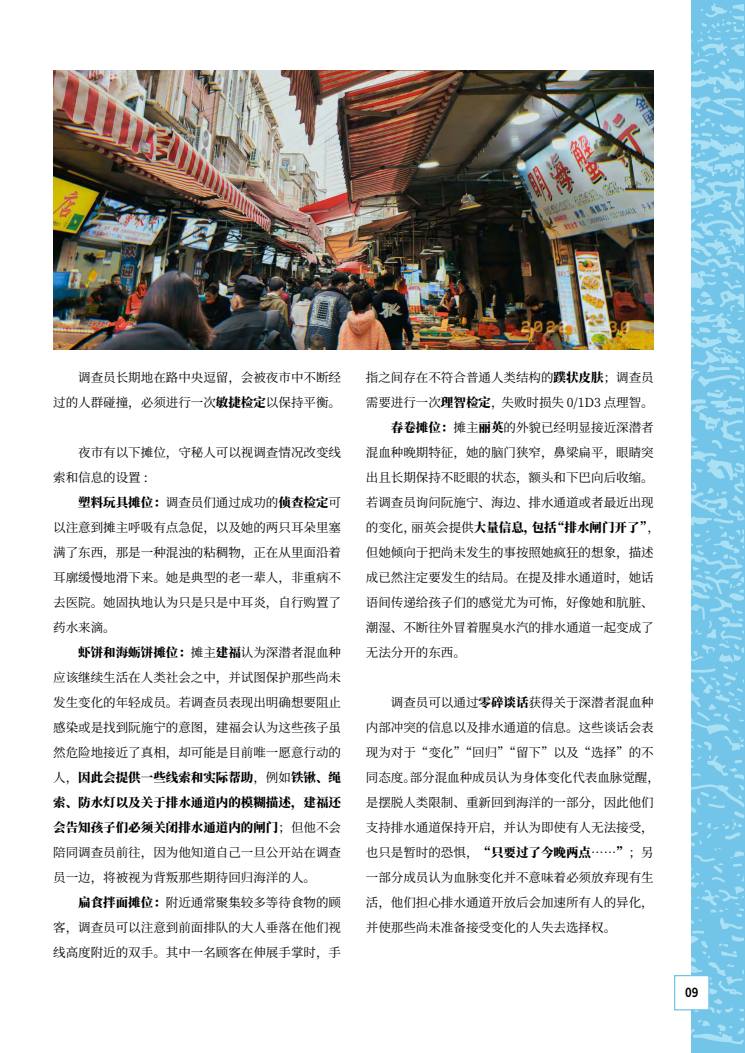 店
明海蟹行
调查员长期地在路中央逗留，会被夜市中不断经
过的人群碰撞，必须进行一次敏捷检定以保持平衡。
夜市有以下摊位，守秘人可以视调查情况改变线
索和信息的设置：
塑料玩具摊位：调查员们通过成功的侦查检定可
以注意到摊主呼吸有点急促，以及她的两只耳朵里塞
满了东西，那是一种混浊的粘稠物，正在从里面沿着
耳廓缓慢地滑下来。她是典型的老一辈人，非重病不
去医院。她固执地认为只是只是中耳炎，自行购置了
药水来滴。
虾饼和海蛎饼摊位：摊主建福认为深潜者混血种
应该继续生活在人类社会之中，并试图保护那些尚未
发生变化的年轻成员。若调查员表现出明确想要阻止
感染或是找到阮施宁的意图，建福会认为这些孩子虽
然危险地接近了真相，却可能是目前唯一愿意行动的
人，因此会提供一些线索和实际帮助，例如铁锹、绳
索、防水灯以及关于排水通道内的模糊描述，建福还
会告知孩子们必须关闭排水通道内的闸门；但他不会
陪同调查员前往，因为他知道自己一旦公开站在调查
员一边，将被视为背叛那些期待回归海洋的人。
扁食拌面摊位：附近通常聚集较多等待食物的顾
客，调查员可以注意到前面排队的大人垂落在他们视
线高度附近的双手。其中一名顾客在伸展手掌时，手
指之间存在不符合普通人类结构的蹼状皮肤；调查员
需要进行一次理智检定，失败时损失 0/1D3 点理智。
春卷摊位：摊主丽英的外貌已经明显接近深潜者
混血种晚期特征，她的脑门狭窄，鼻梁扁平，眼睛突
出且长期保持不眨眼的状态，额头和下巴向后收缩。
若调查员询问阮施宁、海边、排水通道或者最近出现
的变化，丽英会提供大量信息，包括“排水闸门开了”，
但她倾向于把尚未发生的事按照她疯狂的想象，描述
成已然注定要发生的结局。在提及排水通道时，她话
语间传递给孩子们的感觉尤为可怖，好像她和肮脏、
潮湿、不断往外冒着腥臭水汽的排水通道一起变成了
无法分开的东西。
调查员可以通过零碎谈话获得关于深潜者混血种
内部冲突的信息以及排水通道的信息。这些谈话会表
现为对于“变化”“回归”“留下”以及“选择”的不
同态度。部分混血种成员认为身体变化代表血脉觉醒，
是摆脱人类限制、重新回到海洋的一部分，因此他们
支持排水通道保持开启，并认为即使有人无法接受，
也只是暂时的恐惧，“只要过了今晚两点……”；另
一部分成员认为血脉变化并不意味着必须放弃现有生
活，他们担心排水通道开放后会加速所有人的异化，
并使那些尚未准备接受变化的人失去选择权。
09